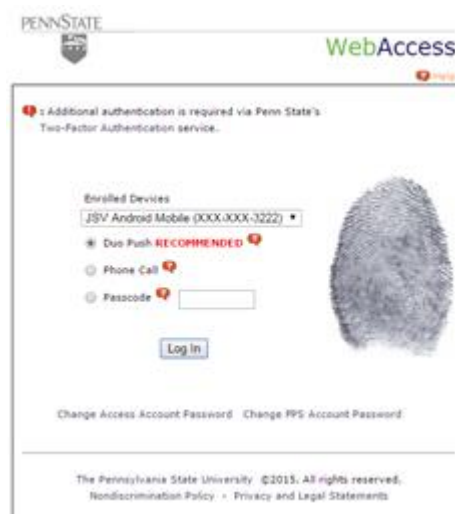 PENNSTATE
WebAccess
Help
: Additional authentication is required via Penn State's
Two-Factor Authentication service.
Enrolled Devices
JSV Android Mobile (XXX-XXX-3222)
Duo Push RECOMMENDED ?
Phone Call ?
Passcode ?
Log In
Change Access Account Password Change PPS Account Password
The Pennsylvania State University ©2015. All rights reserved.
Nondiscrimination Policy - Privacy and Legal Statements